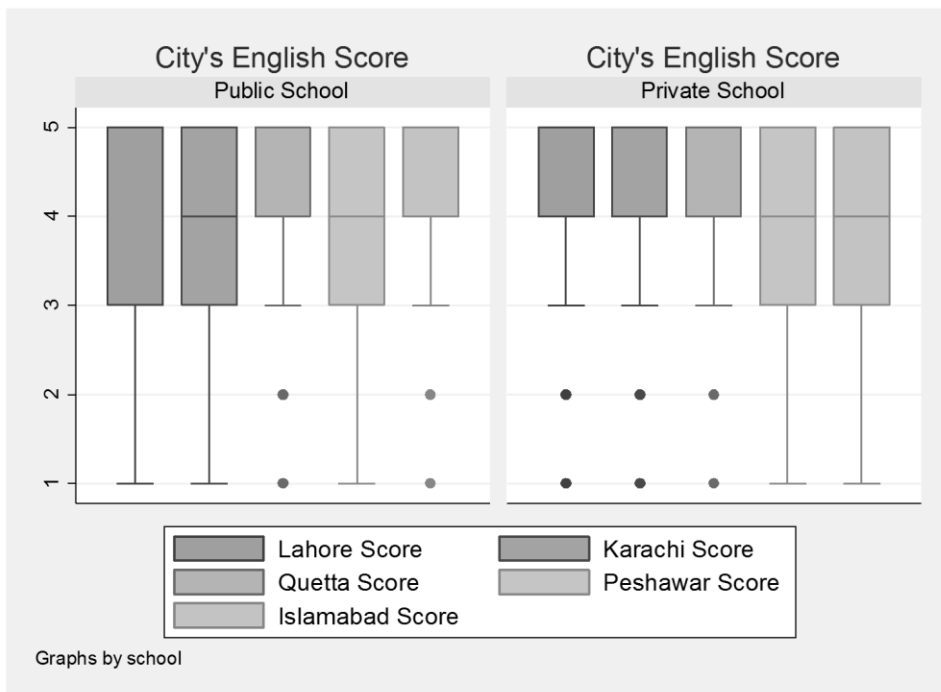 City's English Score
City's English Score
Public School
Private School
5
4
3
2
1
Lahore Score
Karachi Score
Quetta Score
Peshawar Score
Islamabad Score
Graphs by school